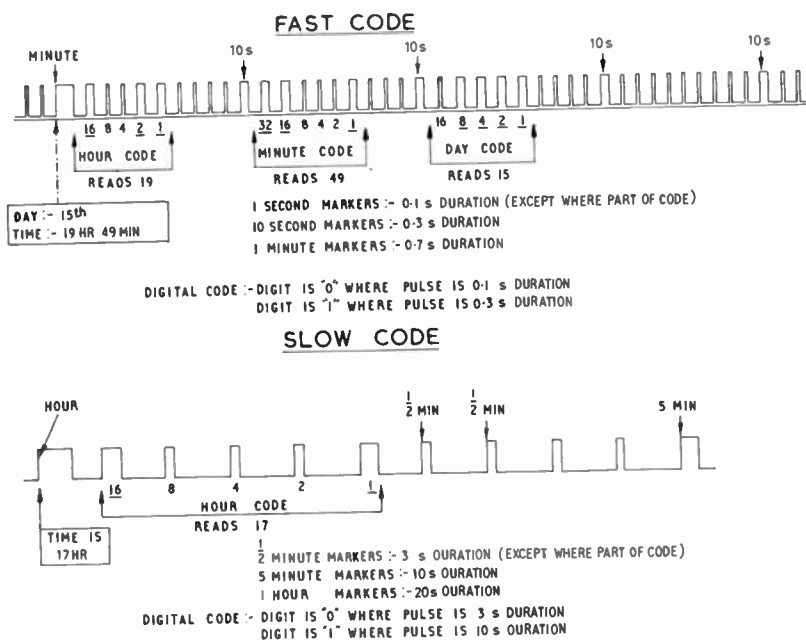 FAST CODE
MINUTE
10s
10s
10s
10s
16 8 4 2 1
32 16 8 4 2 1
16 8 4 2 1
HOUR CODE
MINUTE CODE
DAY CODE
READS 19
READS 49
READS 15
DAY :- 15th
TIME :- 19 HR 49 MIN
1 SECOND MARKERS :- 0·1 s DURATION (EXCEPT WHERE PART OF CODE)
10 SECOND MARKERS :- 0·3 s DURATION
1 MINUTE MARKERS :- 0·7 s DURATION
DIGITAL CODE :- DIGIT IS "0" WHERE PULSE IS 0·1 s DURATION
DIGIT IS "1" WHERE PULSE IS 0·3 s DURATION
SLOW CODE
HOUR
1/2 MIN
1/2 MIN
5 MIN
16 8 4 2 1
HOUR CODE
READS 17
TIME IS
17 HR
1/2 MINUTE MARKERS :- 3 s OURATION (EXCEPT WHERE PART OF CODE)
5 MINUTE MARKERS :- 10s OURATION
1 HOUR MARKERS :- 20s OURATION
DIGITAL CODE :- DIGIT IS "0" WHERE PULSE IS 3 s DURATION
DIGIT IS "1" WHERE PULSE IS 10 s OURATION